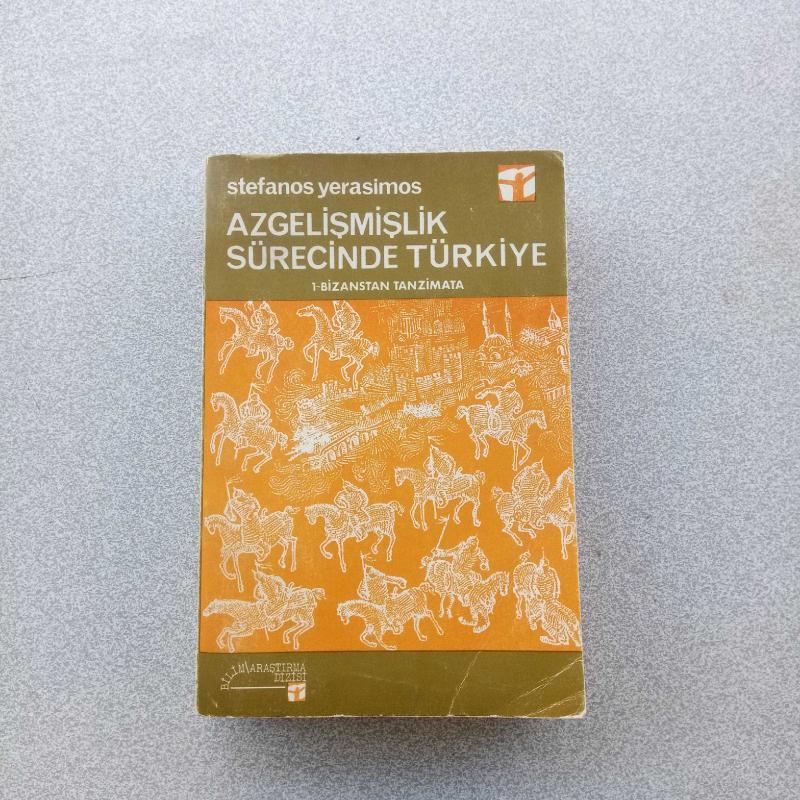 stefanos yerasimos
AZGELİŞMİŞLİK
SÜRECİNDE TÜRKİYE
1-BİZANSTAN TANZİMATA
BİLİM\ARAŞTIRMA
DİZİSİ